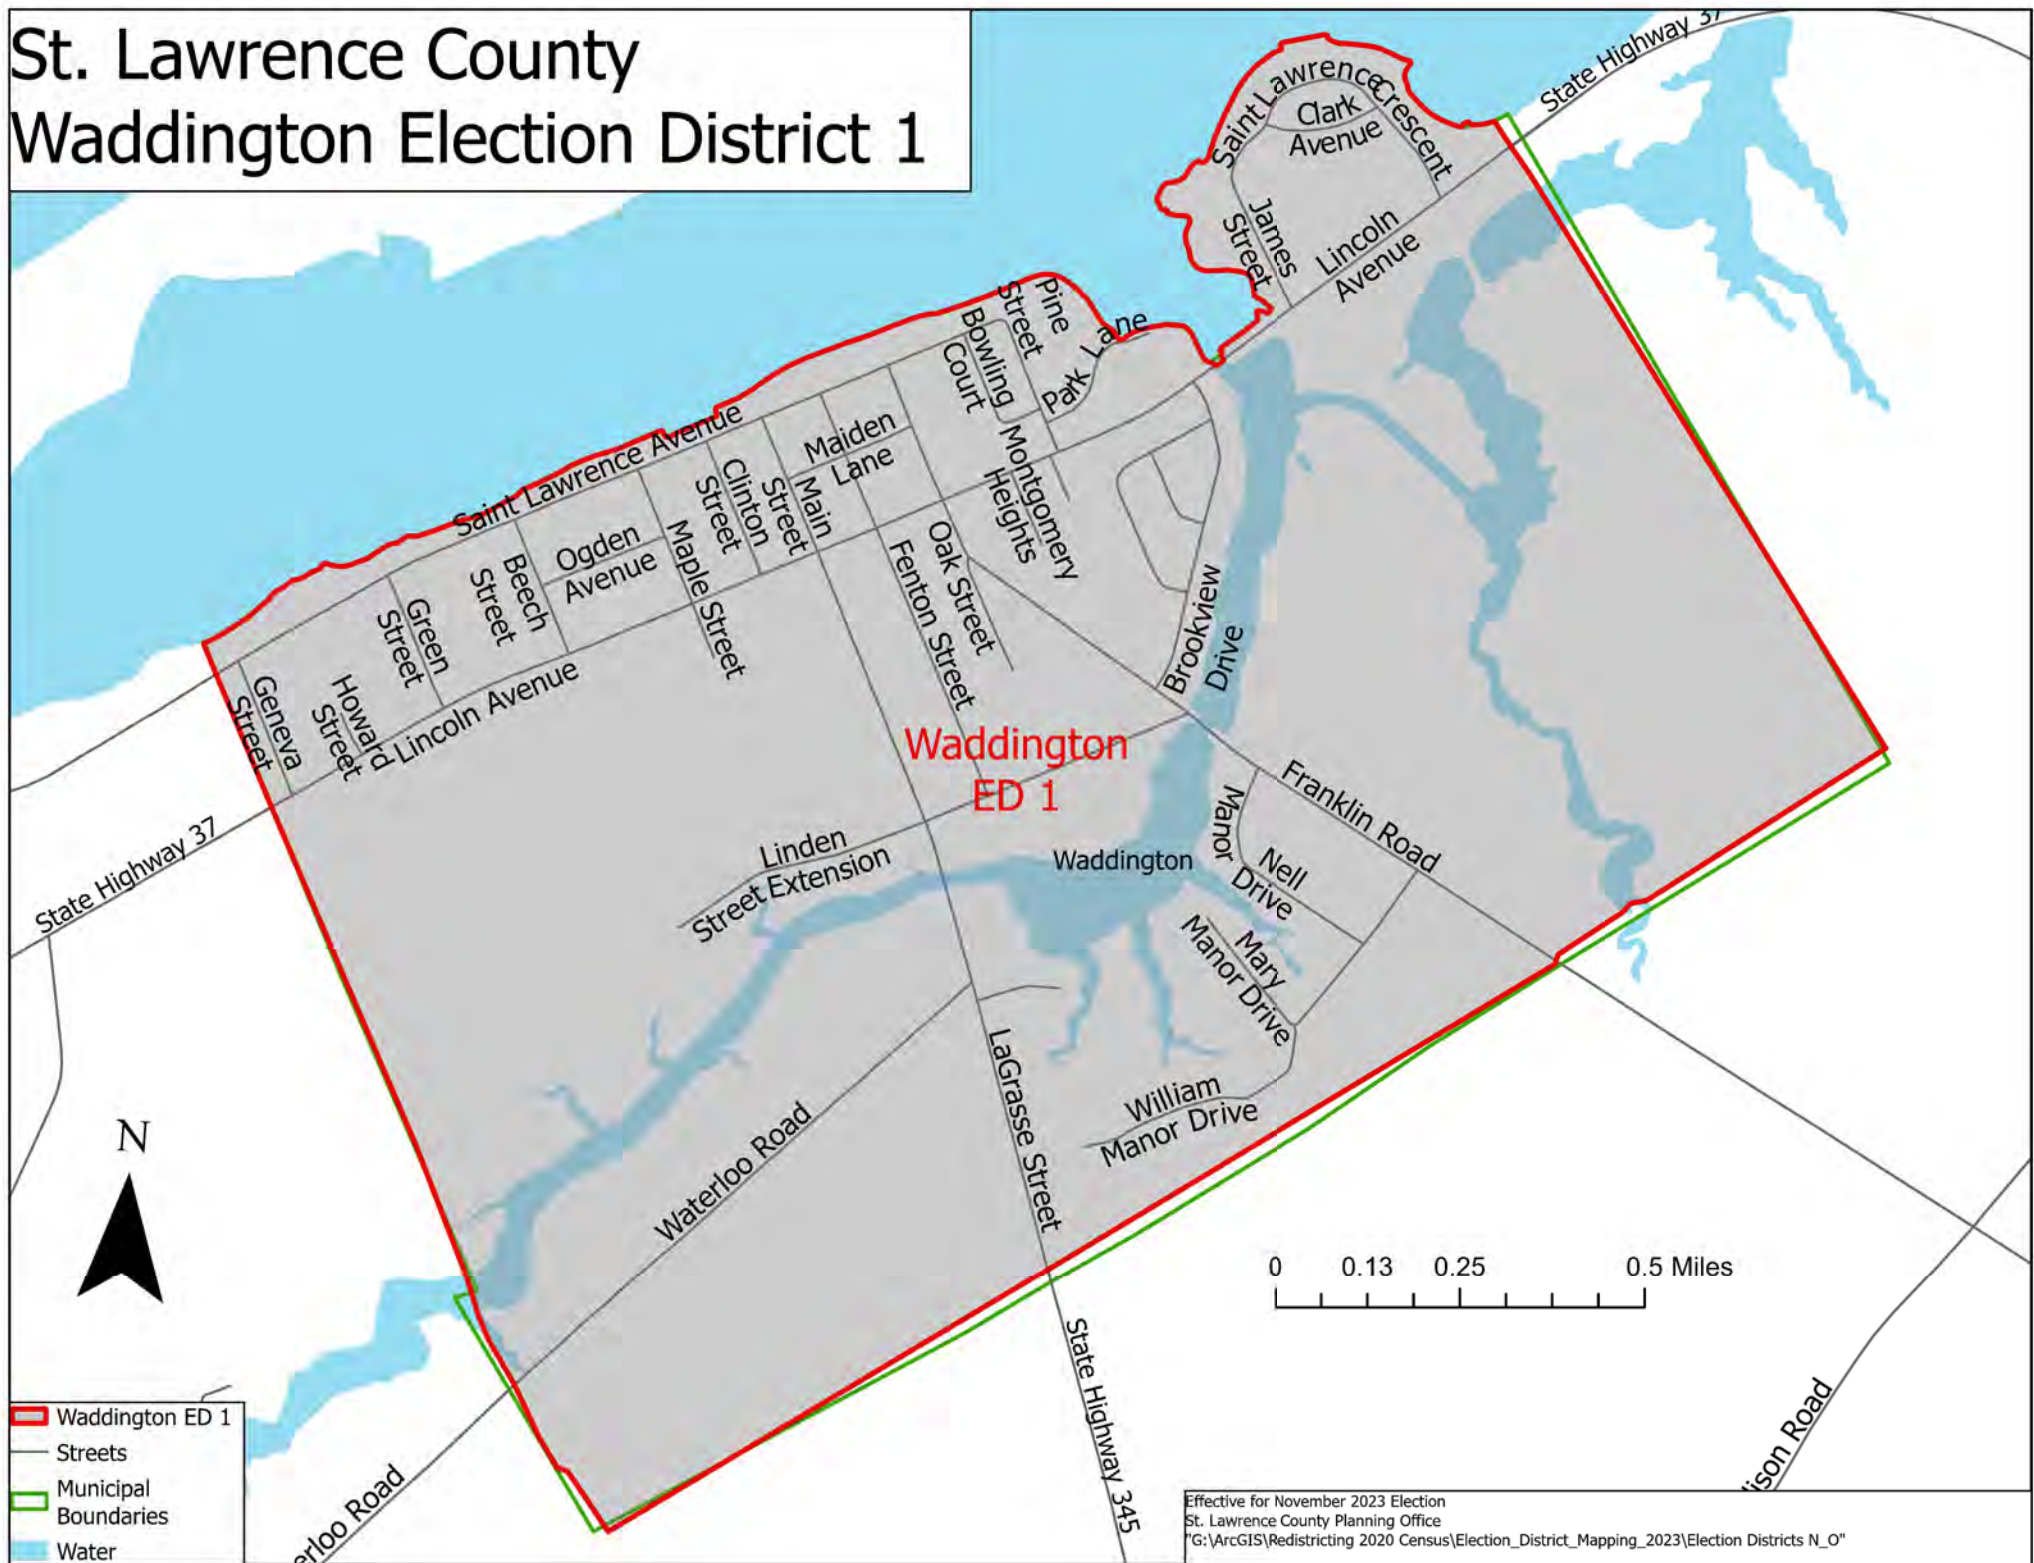 St. Lawrence County
Waddington Election District 1
State Highway 37
Saint Lawrence Crescent
Clark
Avenue
James
Street
Lincoln
Avenue
Pine
Street
Bowling
Court
Park Lane
Saint Lawrence Avenue
Maiden
Lane
Main
Street
Clinton
Street
Montgomery
Heights
Ogden
Avenue
Maple Street
Beech
Street
Green
Street
Oak Street
Fenton Street
Brookview
Drive
Geneva
Street
Howard
Street
Lincoln Avenue
Waddington
ED 1
State Highway 37
Linden
Street Extension
Waddington
Franklin Road
Manor
Drive
Nell
Mary
Manor Drive
William
Manor Drive
LaGrasse Street
Waterloo Road
N
0 0.13 0.25 0.5 Miles
State Highway 345
lison Road
erloo Road
Waddington ED 1
Streets
Municipal
Boundaries
Water
Effective for November 2023 Election
St. Lawrence County Planning Office
"G:\ArcGIS\Redistricting 2020 Census\Election_District_Mapping_2023\Election Districts N_O"